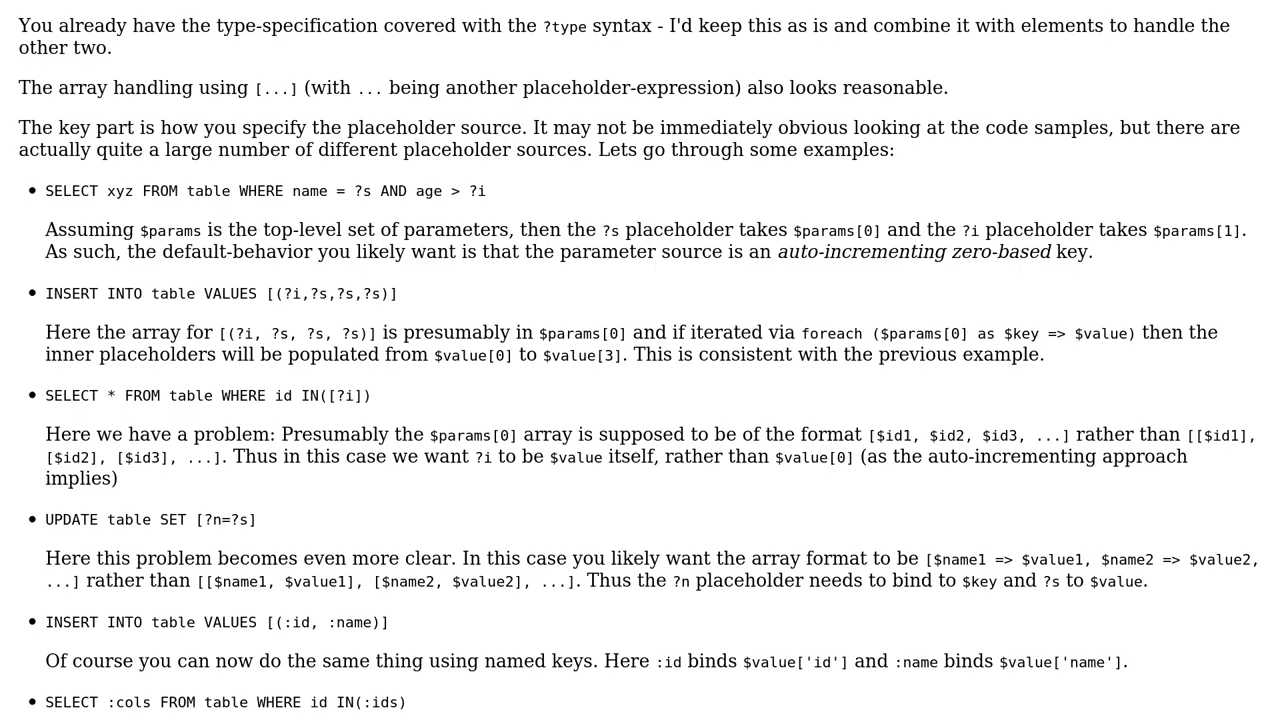 You already have the type-specification covered with the ?type syntax - I'd keep this as is and combine it with elements to handle the
other two.
The array handling using [...] (with ... being another placeholder-expression) also looks reasonable.
The key part is how you specify the placeholder source. It may not be immediately obvious looking at the code samples, but there are
actually quite a large number of different placeholder sources. Lets go through some examples:
• SELECT xyz FROM table WHERE name = ?s AND age > ?i
Assuming $params is the top-level set of parameters, then the ?s placeholder takes $params[0] and the ?i placeholder takes $params[1].
As such, the default-behavior you likely want is that the parameter source is an auto-incrementing zero-based key.
• INSERT INTO table VALUES [(?i,?s,?s,?s)]
Here the array for [(?i, ?s, ?s, ?s)] is presumably in $params[0] and if iterated via foreach ($params[0] as $key => $value) then the
inner placeholders will be populated from $value[0] to $value[3]. This is consistent with the previous example.
• SELECT * FROM table WHERE id IN([?i])
Here we have a problem: Presumably the $params[0] array is supposed to be of the format [$id1, $id2, $id3, ...] rather than [[$id1],
[$id2], [$id3], ...]. Thus in this case we want ?i to be $value itself, rather than $value[0] (as the auto-incrementing approach
implies)
• UPDATE table SET [?n=?s]
Here this problem becomes even more clear. In this case you likely want the array format to be [$name1 => $value1, $name2 => $value2,
...] rather than [[$name1, $value1], [$name2, $value2], ...]. Thus the ?n placeholder needs to bind to $key and ?s to $value.
• INSERT INTO table VALUES [(:id, :name)]
Of course you can now do the same thing using named keys. Here :id binds $value['id'] and :name binds $value['name'].
• SELECT :cols FROM table WHERE id IN(:ids)